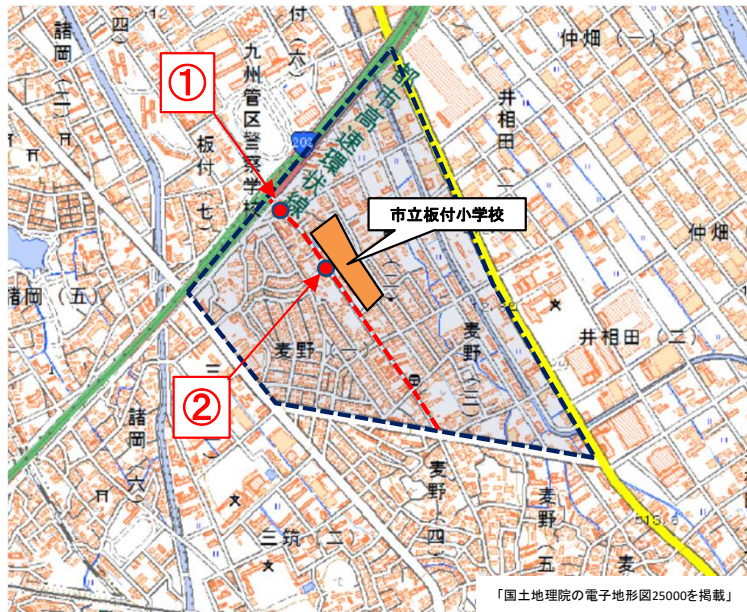 諸岡(四)
諸岡(二)
九州管区警察学校
付(六)
板付(七)
仲畑(一)
井相田(一)
仲畑
202
都市高速環状線
①
市立板付小学校
諸岡(五)
麦野(一)
麦野(三)
井相田(二)
②
諸岡(六)
三筑(二)
麦野(四)
麦野(五)
麦
「国土地理院の電子地形図25000を掲載」